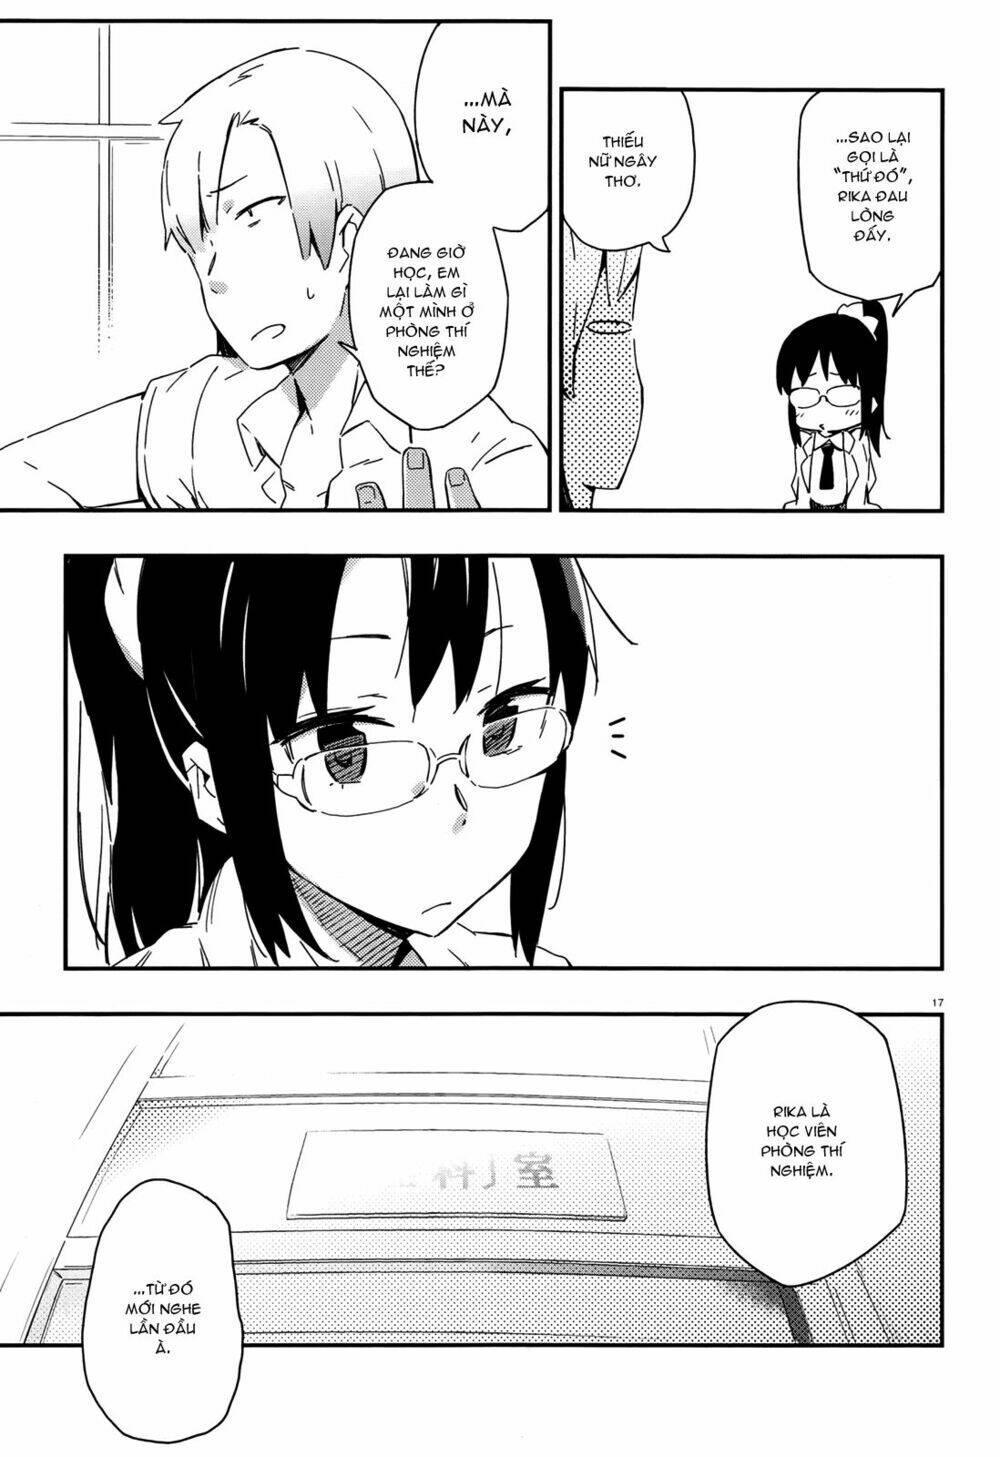 ...SAO LẠI
GỌI LÀ
"THỨ ĐÓ",
RIKA ĐAU
LÒNG
ĐẤY.
THIẾU
NỮ NGÂY
THƠ.
...MÀ
NÀY,
ĐANG GIỜ
HỌC, EM
LẠI LÀM GÌ
MỘT MÌNH Ở
PHÒNG THÍ
NGHIỆM
THẾ?
17
RIKA LÀ
HỌC VIÊN
PHÒNG THÍ
NGHIỆM.
科室
...TỪ ĐÓ
MỚI NGHE
LẦN ĐẦU
À.